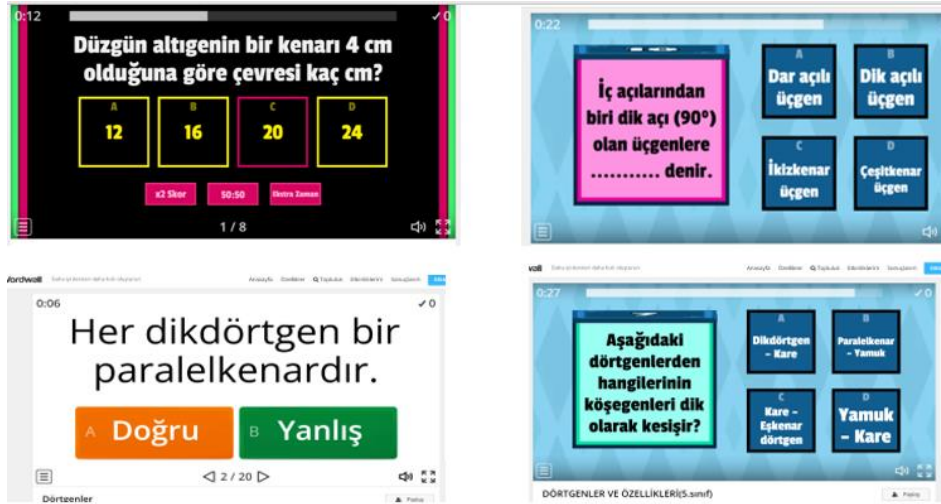 0:12
✓ 0
Düzgün altıgenin bir kenarı 4 cm
olduğuna göre çevresi kaç cm?
A
12
B
16
C
20
D
24
x2 Skor
50:50
Ekstra Zaman
1 / 8
0:22
İç açılarından
biri dik açı (90°)
olan üçgenlere
........... denir.
A
Dar açılı
üçgen
B
Dik açılı
üçgen
C
İkizkenar
üçgen
D
Çeşitkenar
üçgen
Wordwall
0:06
✓ 0
Her dikdörtgen bir
paralelkenardır.
A Doğru
B Yanlış
2 / 20
Dörtgenler
Paylaş
wall
0:27
✓ 0
Aşağıdaki
dörtgenlerden
hangilerinin
köşegenleri dik
olarak kesişir?
A
Dikdörtgen
– Kare
B
Paralelkenar
– Yamuk
C
Kare –
Eşkenar
dörtgen
D
Yamuk
– Kare
DÖRTGENLER VE ÖZELLİKLERİ(5.sınıf)
Paylaş